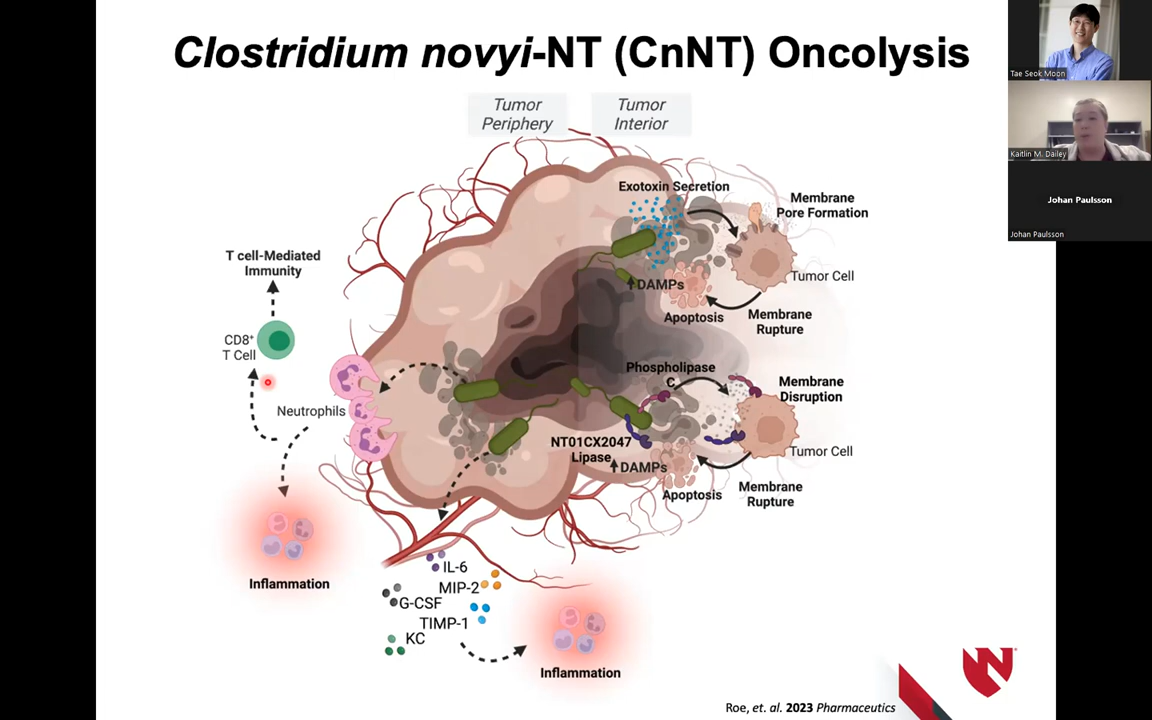 Clostridium novyi-NT (CnNT) Oncolysis
Tumor
Periphery
Tumor
Interior
Exotoxin Secretion
Membrane
Pore Formation
Tumor Cell
DAMPs
Apoptosis
Membrane
Rupture
T cell-Mediated
Immunity
CD8+
T Cell
Neutrophils
Inflammation
Phospholipase
C
Membrane
Disruption
NT01CX2047
Lipase
DAMPs
Tumor Cell
Apoptosis
Membrane
Rupture
IL-6
MIP-2
G-CSF
TIMP-1
KC
Inflammation
Roe, et. al. 2023 Pharmaceutics
N
Tae Seok Moon
Kaitlin M. Dailey
Johan Paulsson
Johan Paulsson